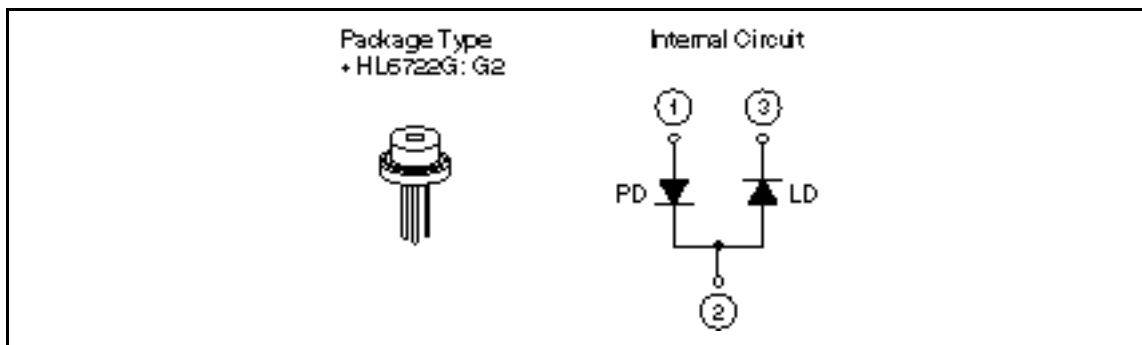 Package Type
• HL6722G: G2
Internal Circuit
1
3
PD
LD
2